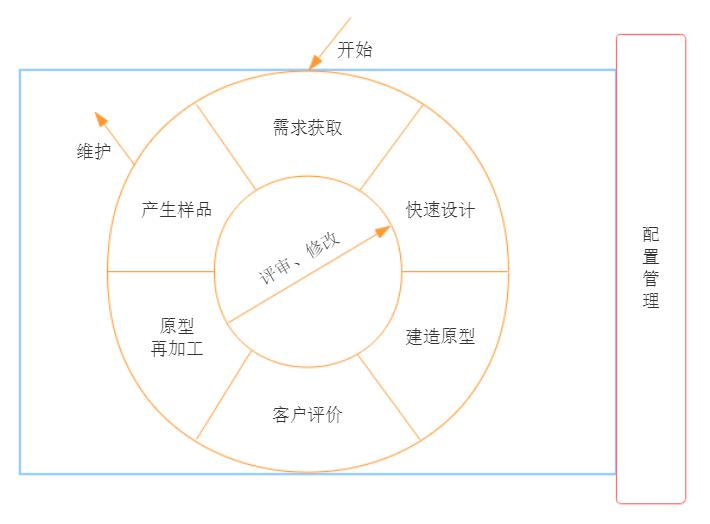 开始
需求获取
维护
产生样品
快速设计
评审、修改
原型
再加工
建造原型
客户评价
配
置
管
理